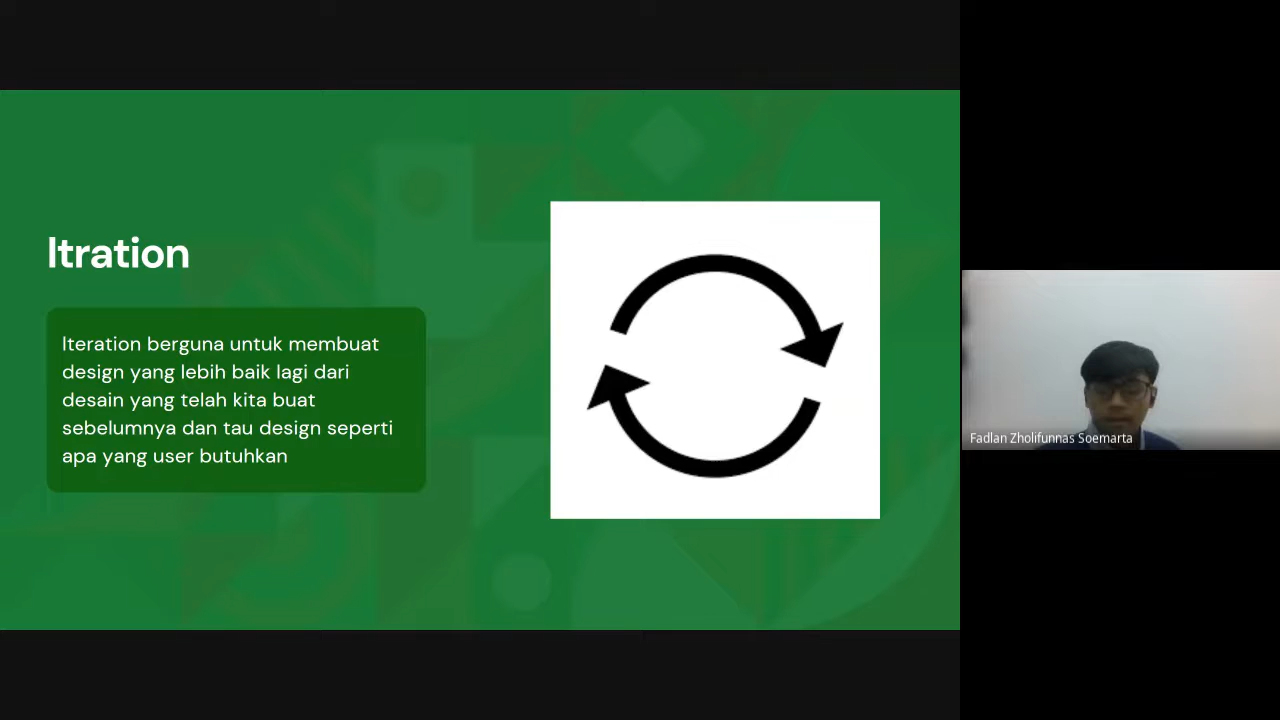 Itration
Iteration berguna untuk membuat
design yang lebih baik lagi dari
desain yang telah kita buat
sebelumnya dan tau design seperti
apa yang user butuhkan
Fadlan Zholifunnas Soemarta